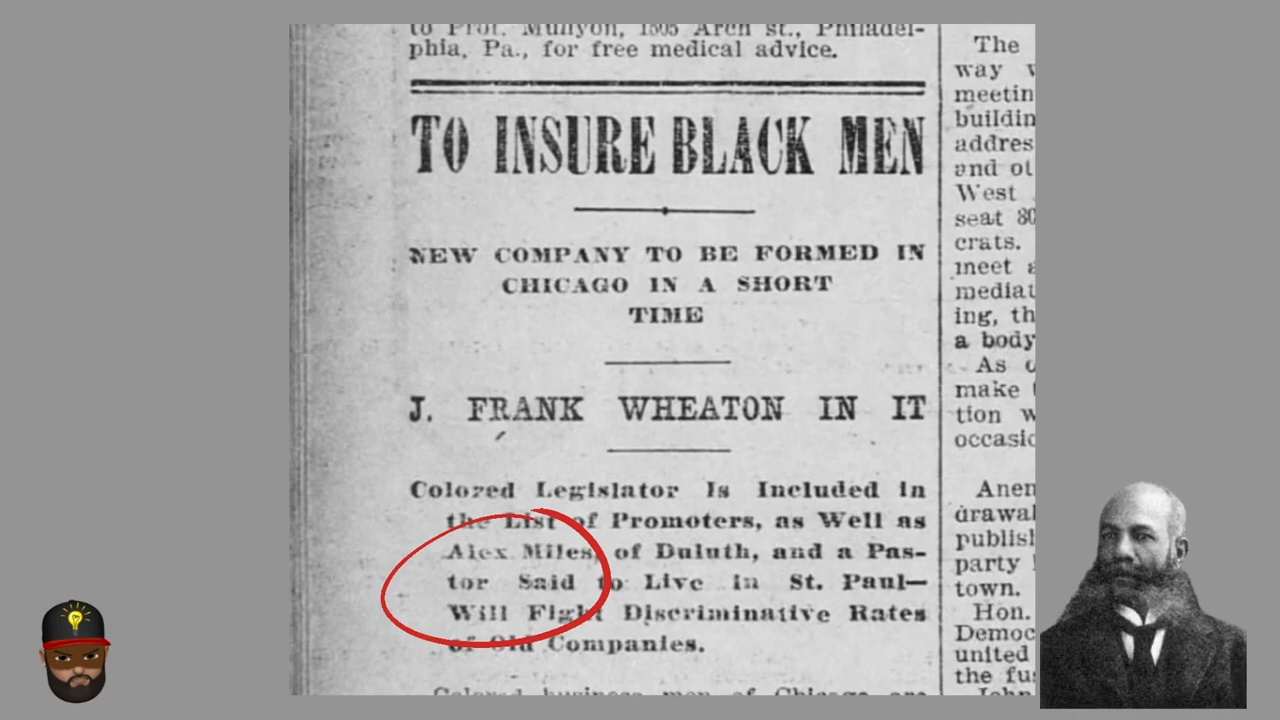 to Prof. Munyon, 1505 Arch st., Philadel-
phia, Pa., for free medical advice.
TO INSURE BLACK MEN
NEW COMPANY TO BE FORMED IN
CHICAGO IN A SHORT
TIME
J. FRANK WHEATON IN IT
Colored Legislator Is Included in
the List of Promoters, as Well as
Alex Miles, of Duluth, and a Pas-
tor Said to Live in St. Paul—
Will Fight Discriminative Rates
of Old Companies.
Colored business men of Chicago are
The
way
meetin
buildin
addres
and ot
West
seat 30
crats.
meet
mediat
ing, th
a body
As
make
tion w
occasio
Anen
drawal
publish
party
town.
Hon.
Democ
united
the fus
John